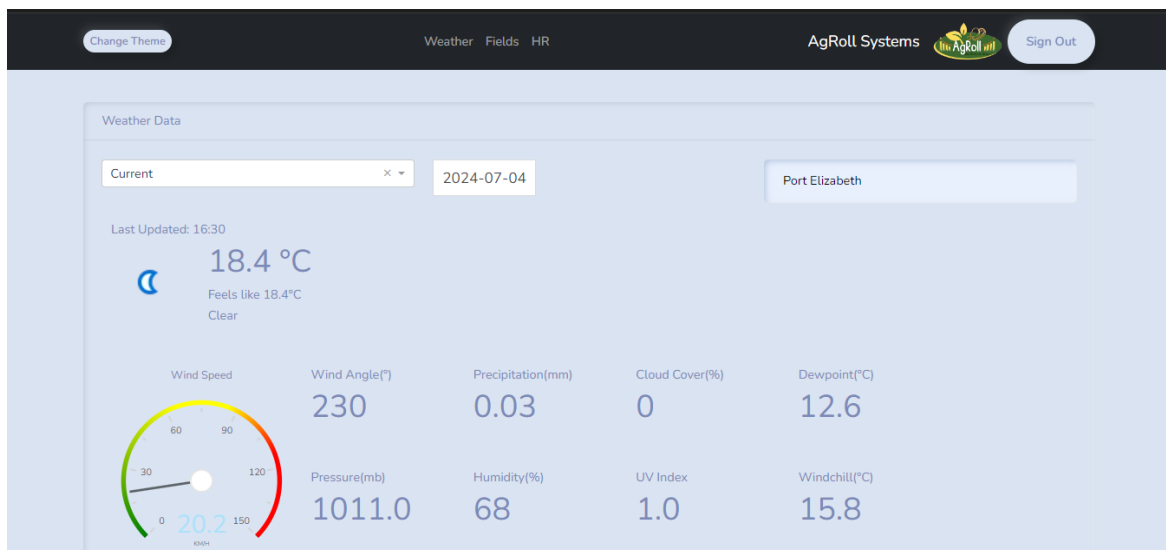 Change Theme
Weather Fields HR
AgRoll Systems
AgRoll
Sign Out
Weather Data
Current
2024-07-04
Port Elizabeth
Last Updated: 16:30
18.4 °C
Feels like 18.4°C
Clear
Wind Speed
0
30
60
90
120
150
20.2
KM/H
Wind Angle(°)
230
Precipitation(mm)
0.03
Cloud Cover(%)
0
Dewpoint(°C)
12.6
Pressure(mb)
1011.0
Humidity(%)
68
UV Index
1.0
Windchill(°C)
15.8